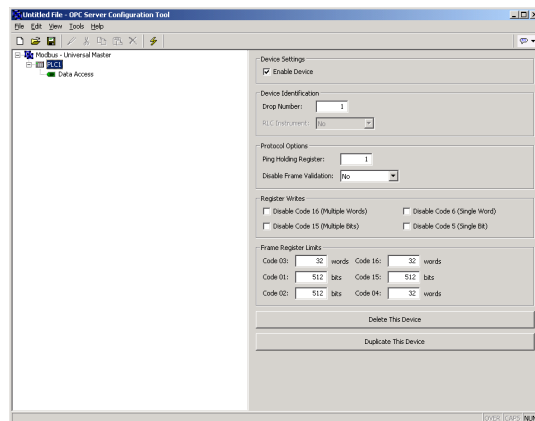 Untitled File - OPC Server Configuration Tool
File Edit View Tools Help
Modbus - Universal Master
PLC1
Data Access
Device Settings
Enable Device
Device Identification
Drop Number: 1
RLC Instrument: No
Protocol Options
Ping Holding Register: 1
Disable Frame Validation: No
Register Writes
Disable Code 16 (Multiple Words) Disable Code 6 (Single Word)
Disable Code 15 (Multiple Bits) Disable Code 5 (Single Bit)
Frame Register Limits
Code 03: 32 words Code 16: 32 words
Code 01: 512 bits Code 15: 512 bits
Code 02: 512 bits Code 04: 32 words
Delete This Device
Duplicate This Device
OVER CAPS NUM